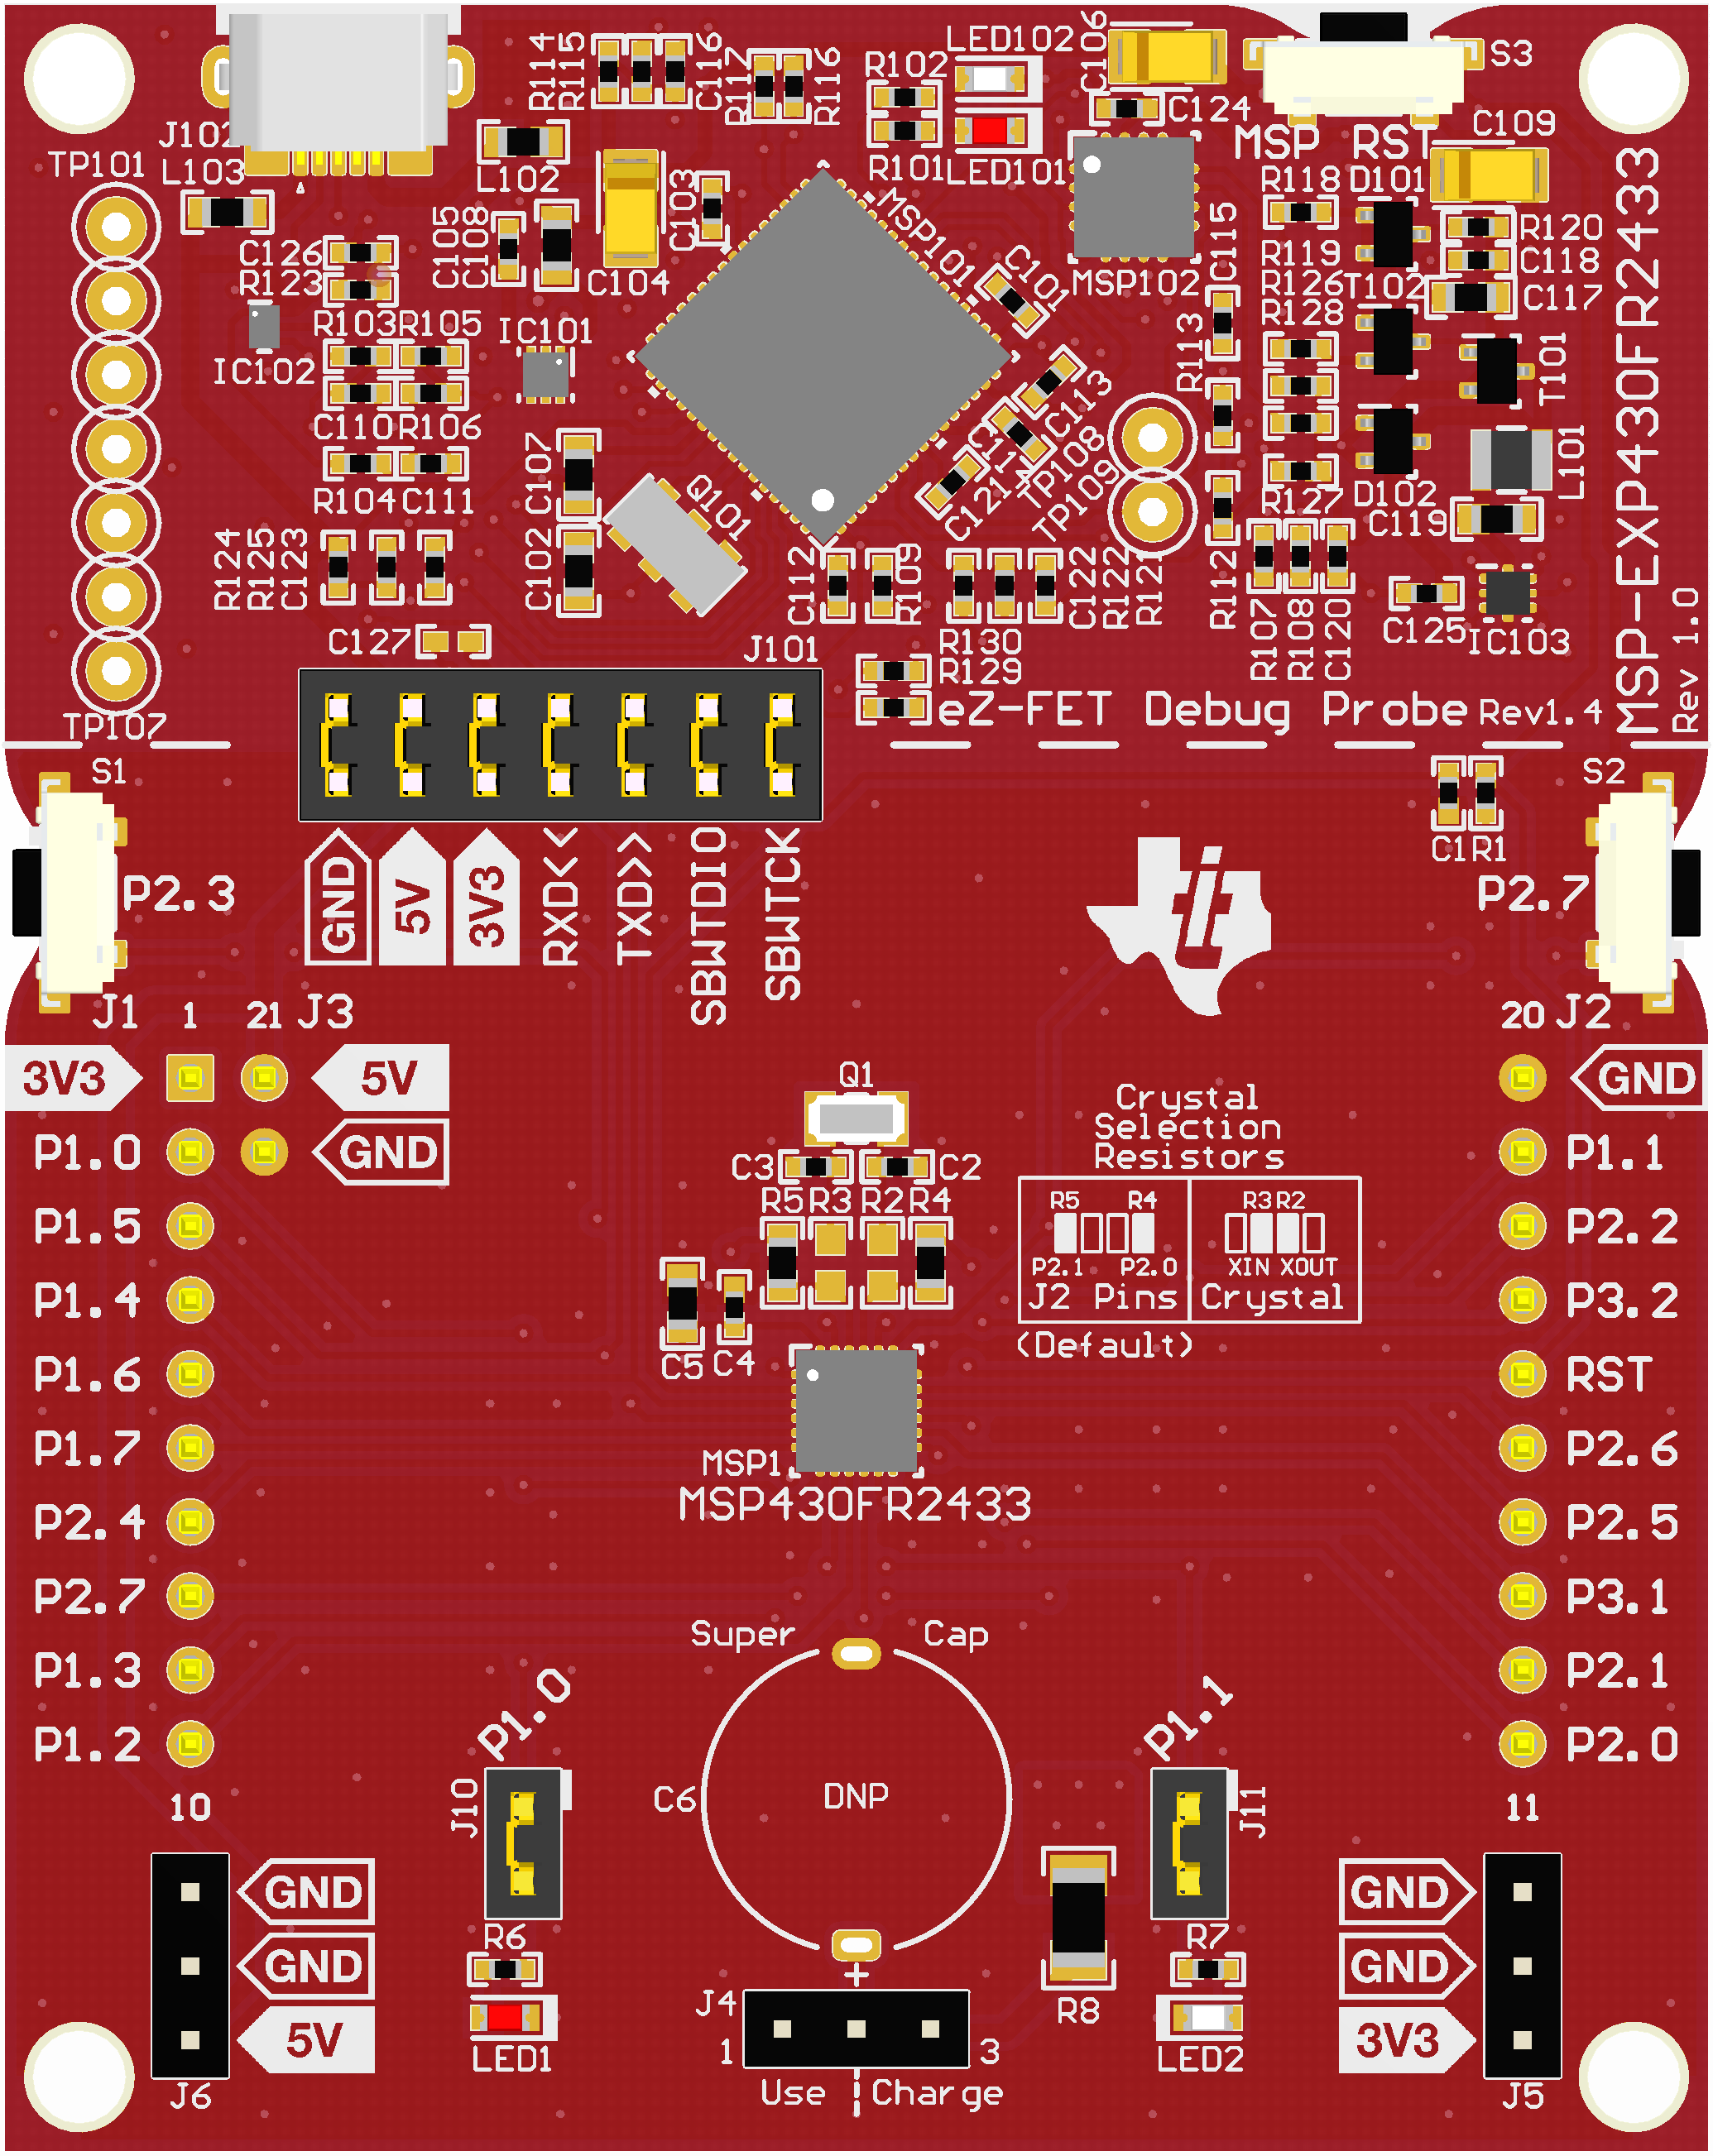 R114
R115
C116
R117
R116
R102
LED102
C106
S3
J102
TP101
L103
L102
C103
R101
LED101
C124
MSP RST
C109
MSP101
R118
D101
C126
R123
C105
C108
C104
C101
MSP102
C115
R119
R126
R128
T102
R120
C118
C117
R103
R105
IC102
IC101
R113
T101
C110
R106
C113
C114
C121
TP108
TP109
R104
C111
C107
Q101
R127
D102
L101
C119
R124
R125
C123
C102
C112
R109
C122
R122
R121
R112
R107
R108
C120
C125
IC103
C127
J101
R130
R129
TP107
eZ-FET Debug Probe Rev1.4
MSP-EXP430FR2433
Rev 1.0
S1
S2
P2.3
GND
5V
3V3
RXD<<
TXD>>
SBWTDIO
SBWTCK
C1
R1
P2.7
J1 1 21 J3
20 J2
3V3
5V
GND
P1.0
GND
P1.1
P1.5
P2.2
P1.4
P3.2
P1.6
RST
P1.7
P2.6
P2.4
P2.5
P2.7
P3.1
P1.3
P2.1
P1.2
P2.0
10
11
Q1
C3
C2
R5 R3 R2 R4
C5
C4
Crystal
Selection
Resistors
R5 R4 R3 R2
P2.1 P2.0 XIN XOUT
J2 Pins Crystal
(Default)
MSP1
MSP430FR2433
Super Cap
P1.0
P1.1
J10
C6
DNP
J11
GND
GND
5V
J6
R6
LED1
+
J4
1
3
Use Charge
R8
R7
LED2
GND
GND
3V3
J5